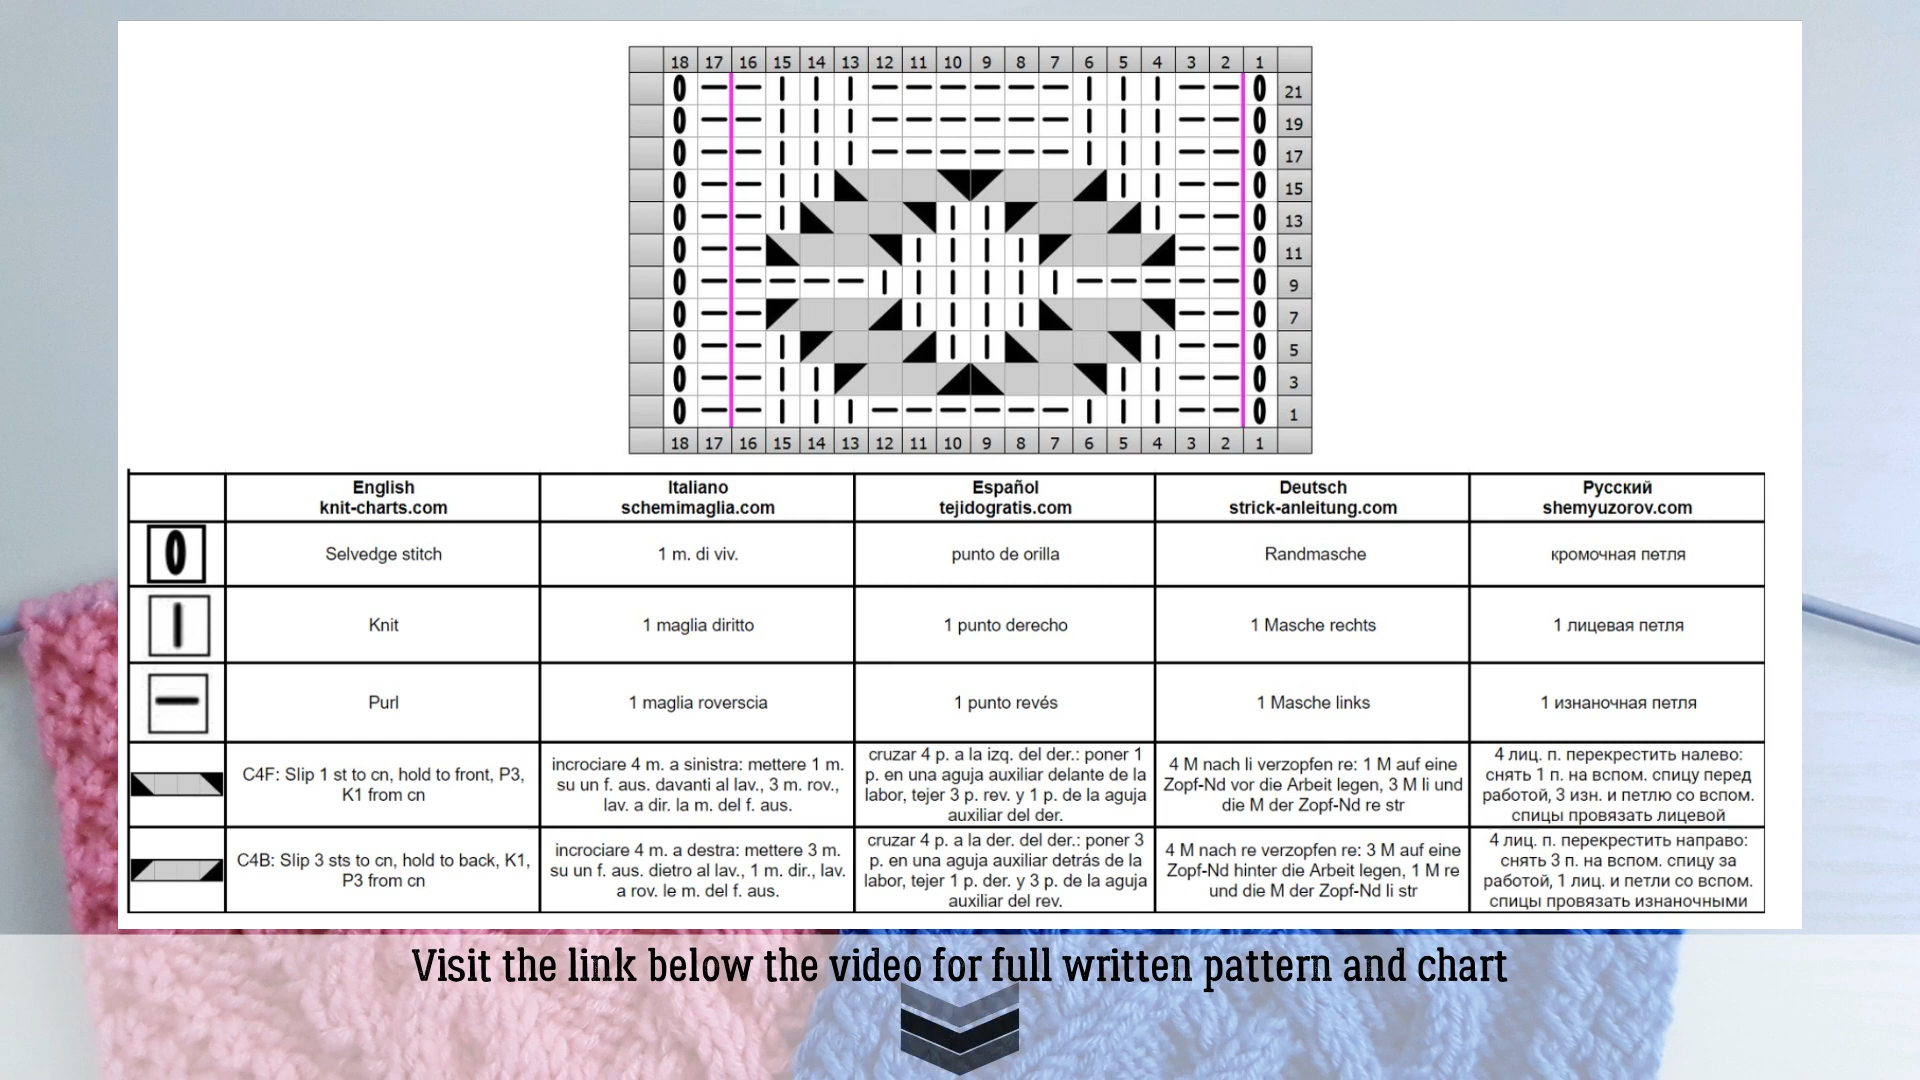 18 17 16 15 14 13 12 11 10 9 8 7 6 5 4 3 2 1
21
19
17
15
13
11
9
7
5
3
1
18 17 16 15 14 13 12 11 10 9 8 7 6 5 4 3 2 1
English
knit-charts.com
Italiano
schemimaglia.com
Español
tejidogratis.com
Deutsch
strick-anleitung.com
Русский
shemyuzorov.com
Selvedge stitch
1 m. di viv.
punto de orilla
Randmasche
кромочная петля
Knit
1 maglia diritto
1 punto derecho
1 Masche rechts
1 лицевая петля
Purl
1 maglia roverscia
1 punto revés
1 Masche links
1 изнаночная петля
C4F: Slip 1 st to cn, hold to front, P3,
K1 from cn
incrociare 4 m. a sinistra: mettere 1 m.
su un f. aus. davanti al lav., 3 m. rov.,
lav. a dir. la m. del f. aus.
cruzar 4 p. a la izq. del der.: poner 1
p. en una aguja auxiliar delante de la
labor, tejer 3 p. rev. y 1 p. de la aguja
auxiliar del der.
4 M nach li verzopfen re: 1 M auf eine
Zopf-Nd vor die Arbeit legen, 3 M li und
die M der Zopf-Nd re str
4 лиц. п. перекрестить налево:
снять 1 п. на вспом. спицу перед
работой, 3 изн. и петлю со вспом.
спицы провязать лицевой
C4B: Slip 3 sts to cn, hold to back, K1,
P3 from cn
incrociare 4 m. a destra: mettere 3 m.
su un f. aus. dietro al lav., 1 m. dir., lav.
a rov. le m. del f. aus.
cruzar 4 p. a la der. del der.: poner 3
p. en una aguja auxiliar detrás de la
labor, tejer 1 p. der. y 3 p. de la aguja
auxiliar del rev.
4 M nach re verzopfen re: 3 M auf eine
Zopf-Nd hinter die Arbeit legen, 1 M re
und die M der Zopf-Nd li str
4 лиц. п. перекрестить направо:
снять 3 п. на вспом. спицу за
работой, 1 лиц. и петли со вспом.
спицы провязать изнаночными
Visit the link below the video for full written pattern and chart